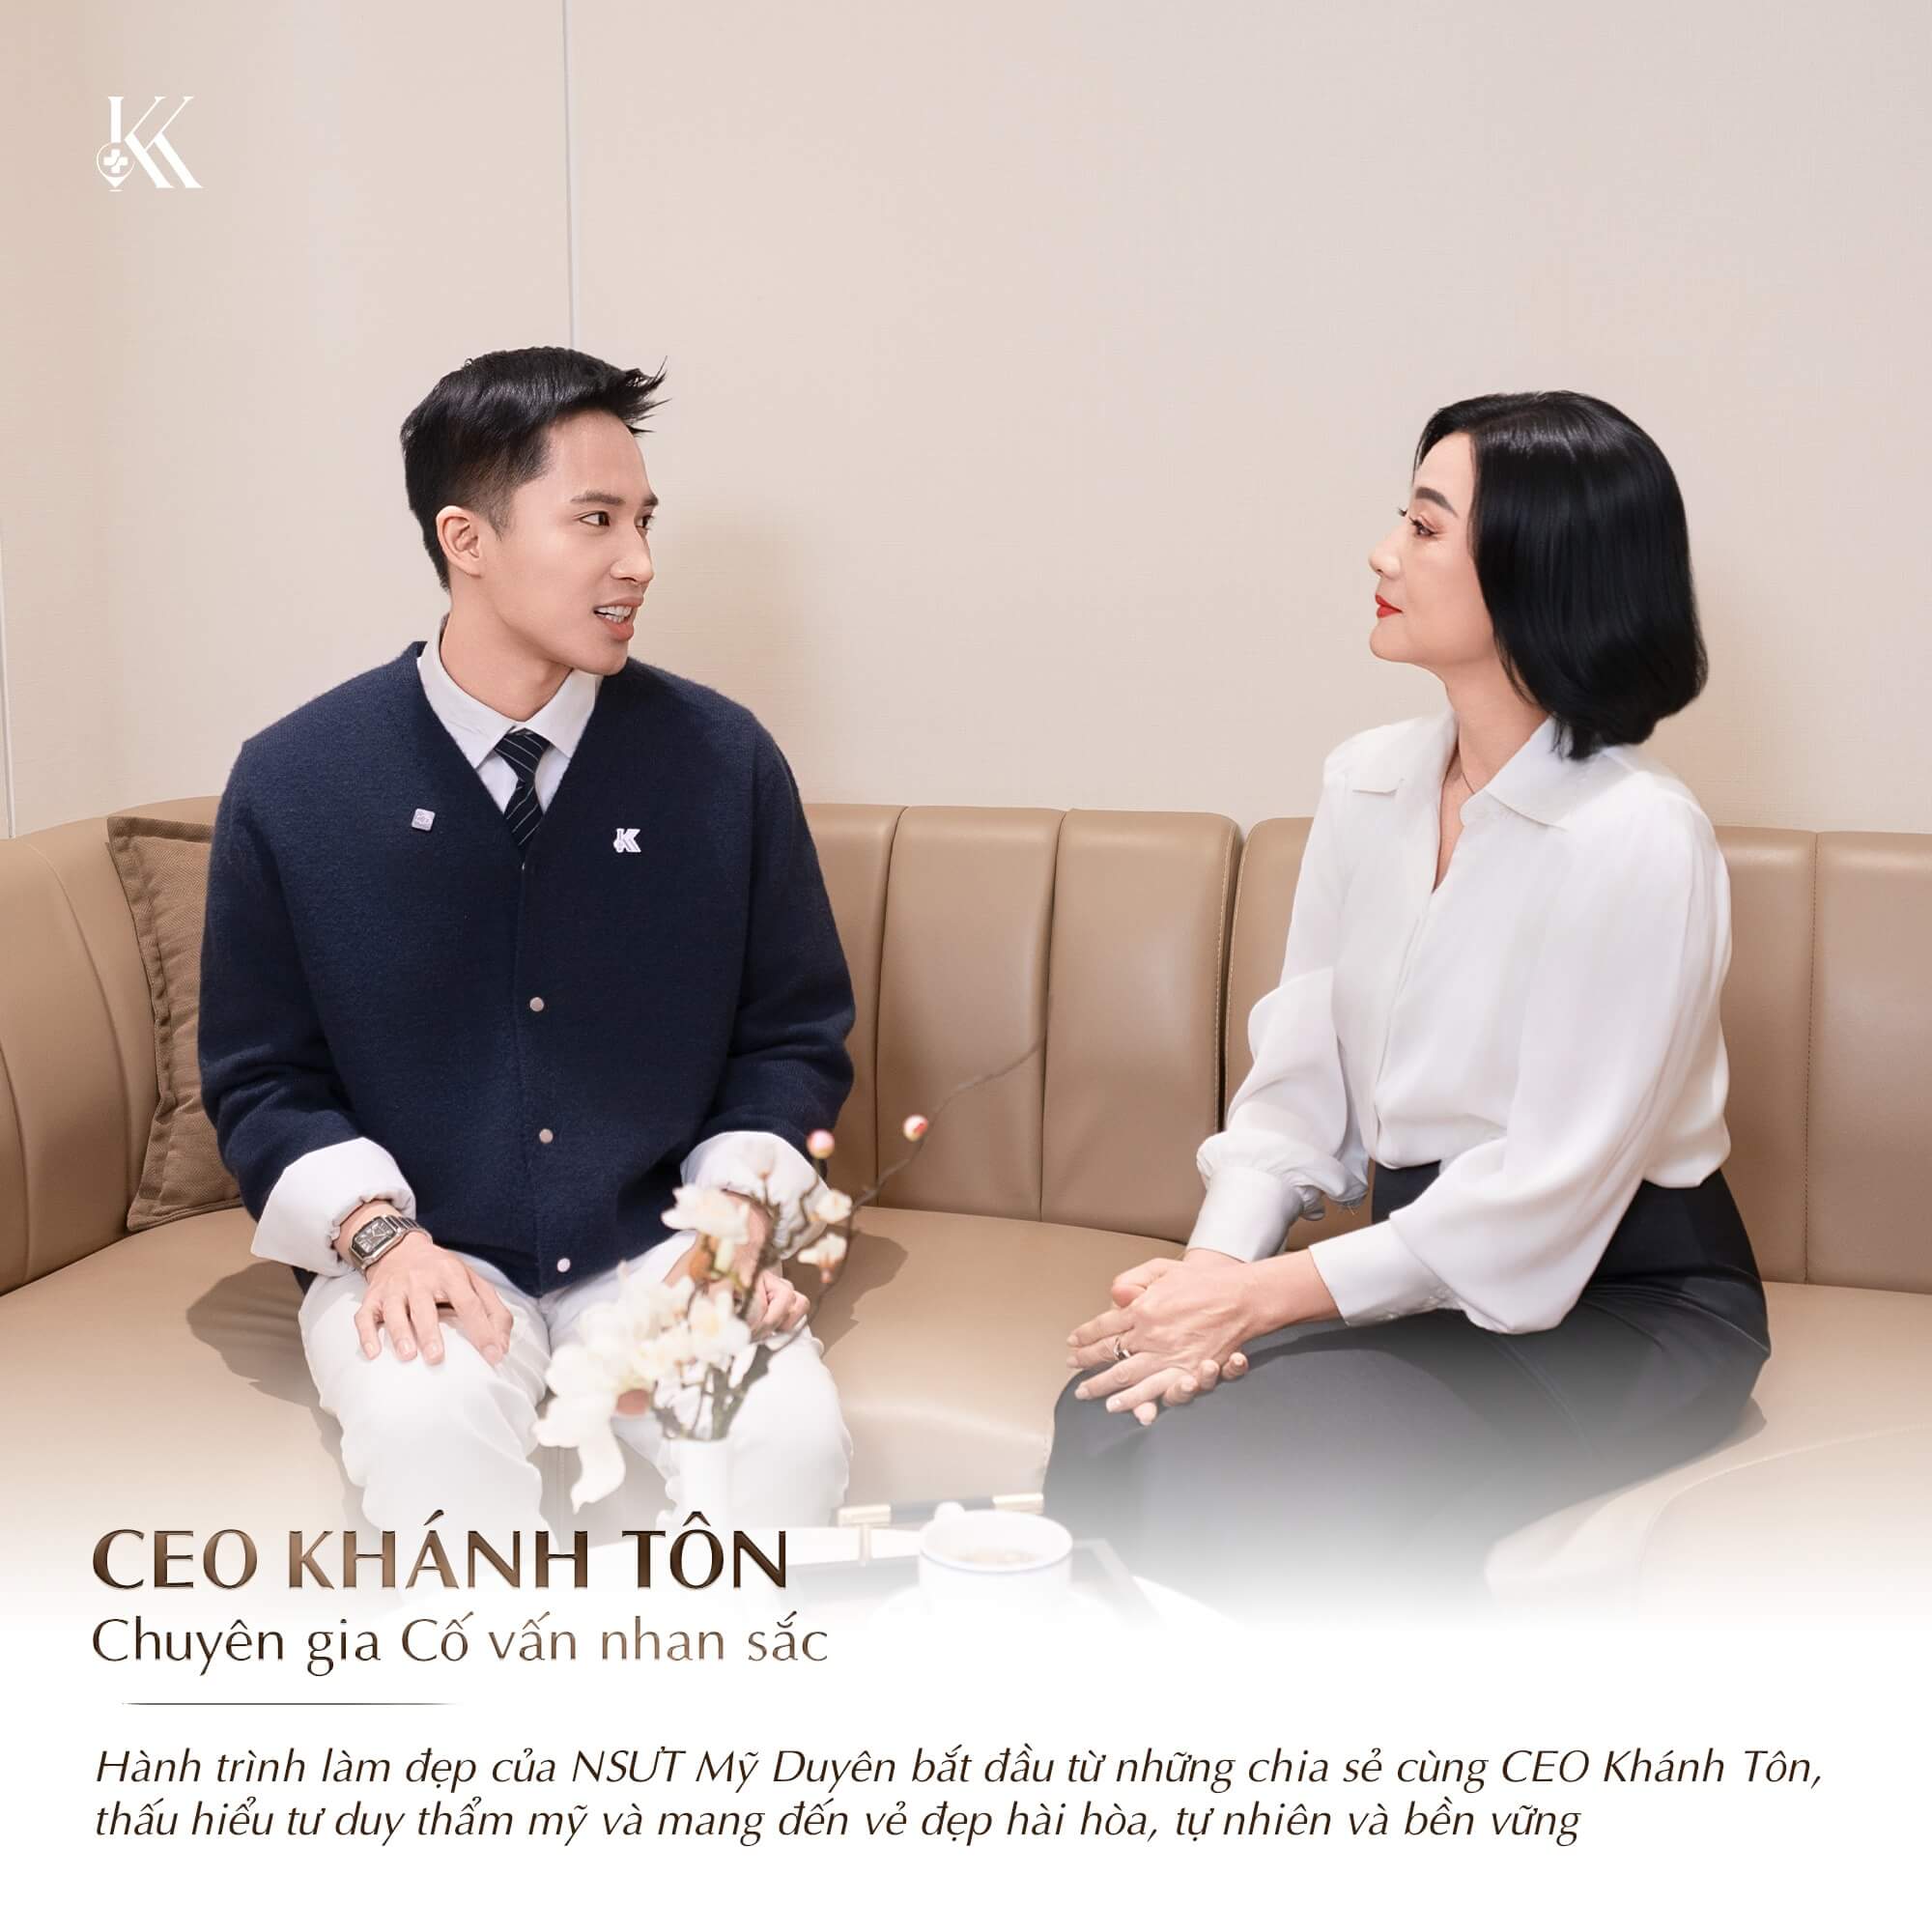 K
CEO KHÁNH TÔN
Chuyên gia Cố vấn nhan sắc
Hành trình làm đẹp của NSƯT Mỹ Duyên bắt đầu từ những chia sẻ cùng CEO Khánh Tôn,
thấu hiểu tư duy thẩm mỹ và mang đến vẻ đẹp hài hòa, tự nhiên và bền vững